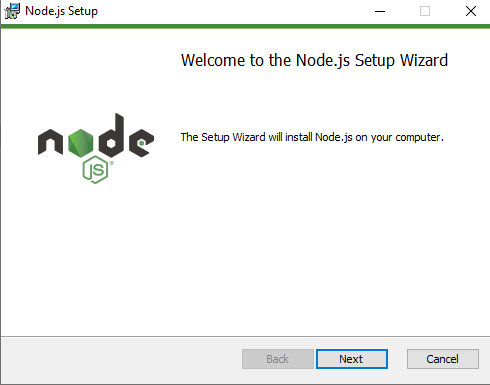 Node.js Setup
Welcome to the Node.js Setup Wizard
The Setup Wizard will install Node.js on your computer.
node
JS®
Back
Next
Cancel